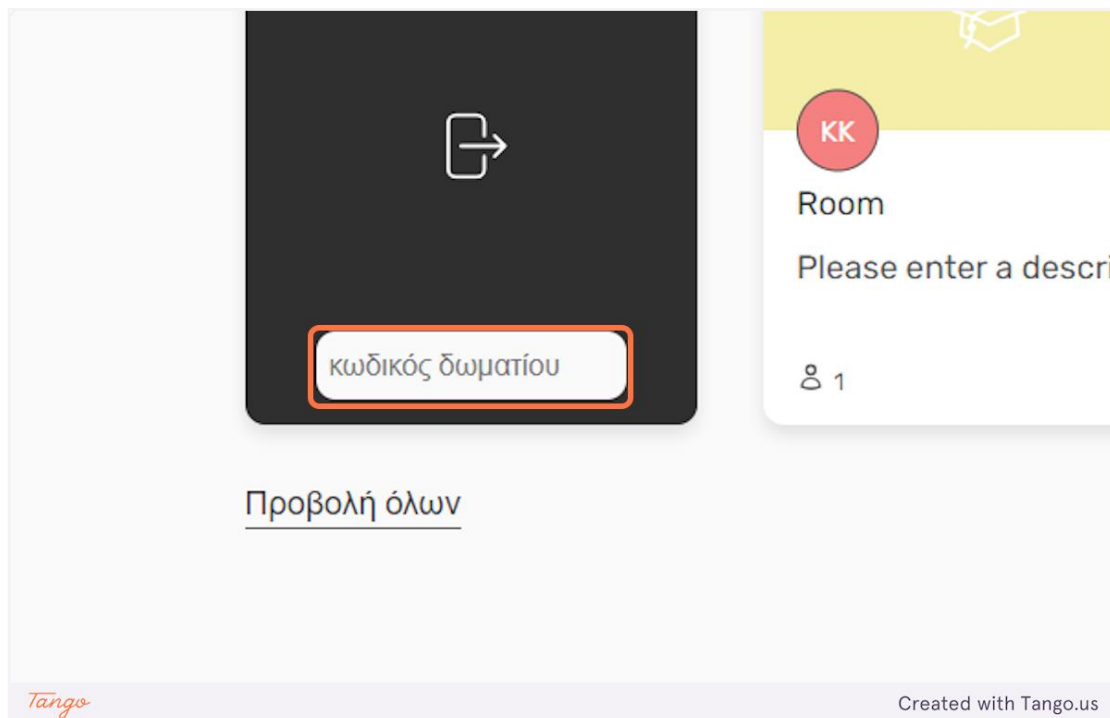 KK
Room
Please enter a descri
κωδικός δωματίου
1
Προβολή όλων
Tango
Created with Tango.us